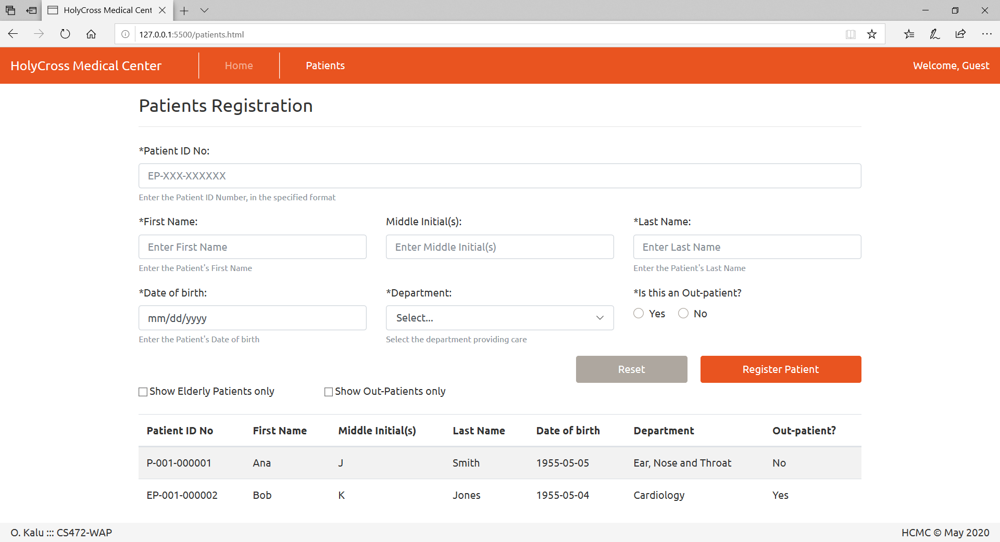 HolyCross Medical Cent
127.0.0.1:5500/patients.html
HolyCross Medical Center Home Patients Welcome, Guest
Patients Registration
*Patient ID No:
EP-XXX-XXXXXX
Enter the Patient ID Number, in the specified format
*First Name: Middle Initial(s): *Last Name:
Enter First Name Enter Middle Initial(s) Enter Last Name
Enter the Patient's First Name Enter the Patient's Last Name
*Date of birth: *Department: *Is this an Out-patient?
mm/dd/yyyy Select... Yes No
Enter the Patient's Date of birth Select the department providing care
Reset Register Patient
Show Elderly Patients only Show Out-Patients only
Patient ID No First Name Middle Initial(s) Last Name Date of birth Department Out-patient?
P-001-000001 Ana J Smith 1955-05-05 Ear, Nose and Throat No
EP-001-000002 Bob K Jones 1955-05-04 Cardiology Yes
O. Kalu ::: CS472-WAP HCMC © May 2020